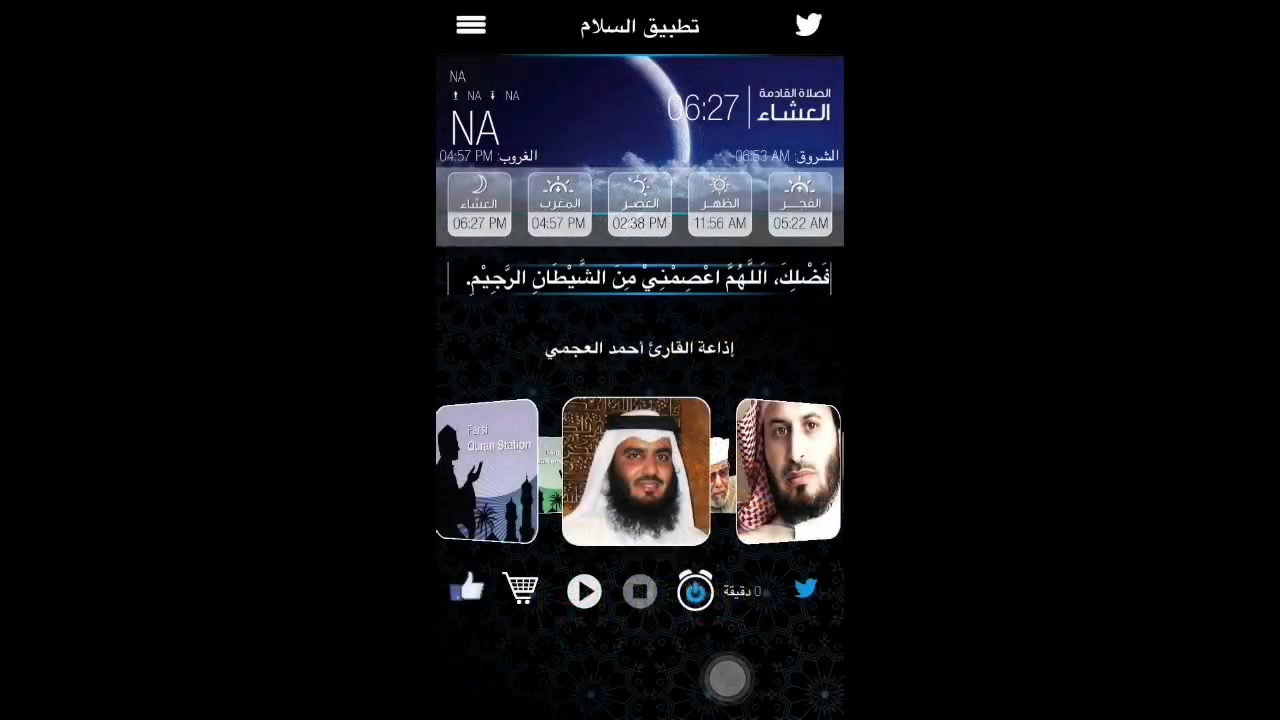 تطبيق السلام
الصلاة القادمة
العشاء
06:27
NA
NA NA
NA
الشروق: 06:53 AM
الغروب: 04:57 PM
الفجر
05:22 AM
الظهر
11:56 AM
العصر
02:38 PM
المغرب
04:57 PM
العشاء
06:27 PM
فَضْلِكَ، اَللَّهُمَّ اعْصِمْنِيْ مِنَ الشَّيْطَانِ الرَّجِيْمِ.
إذاعة القارئ أحمد العجمي
Farsi
Quran Station
0 دقيقة